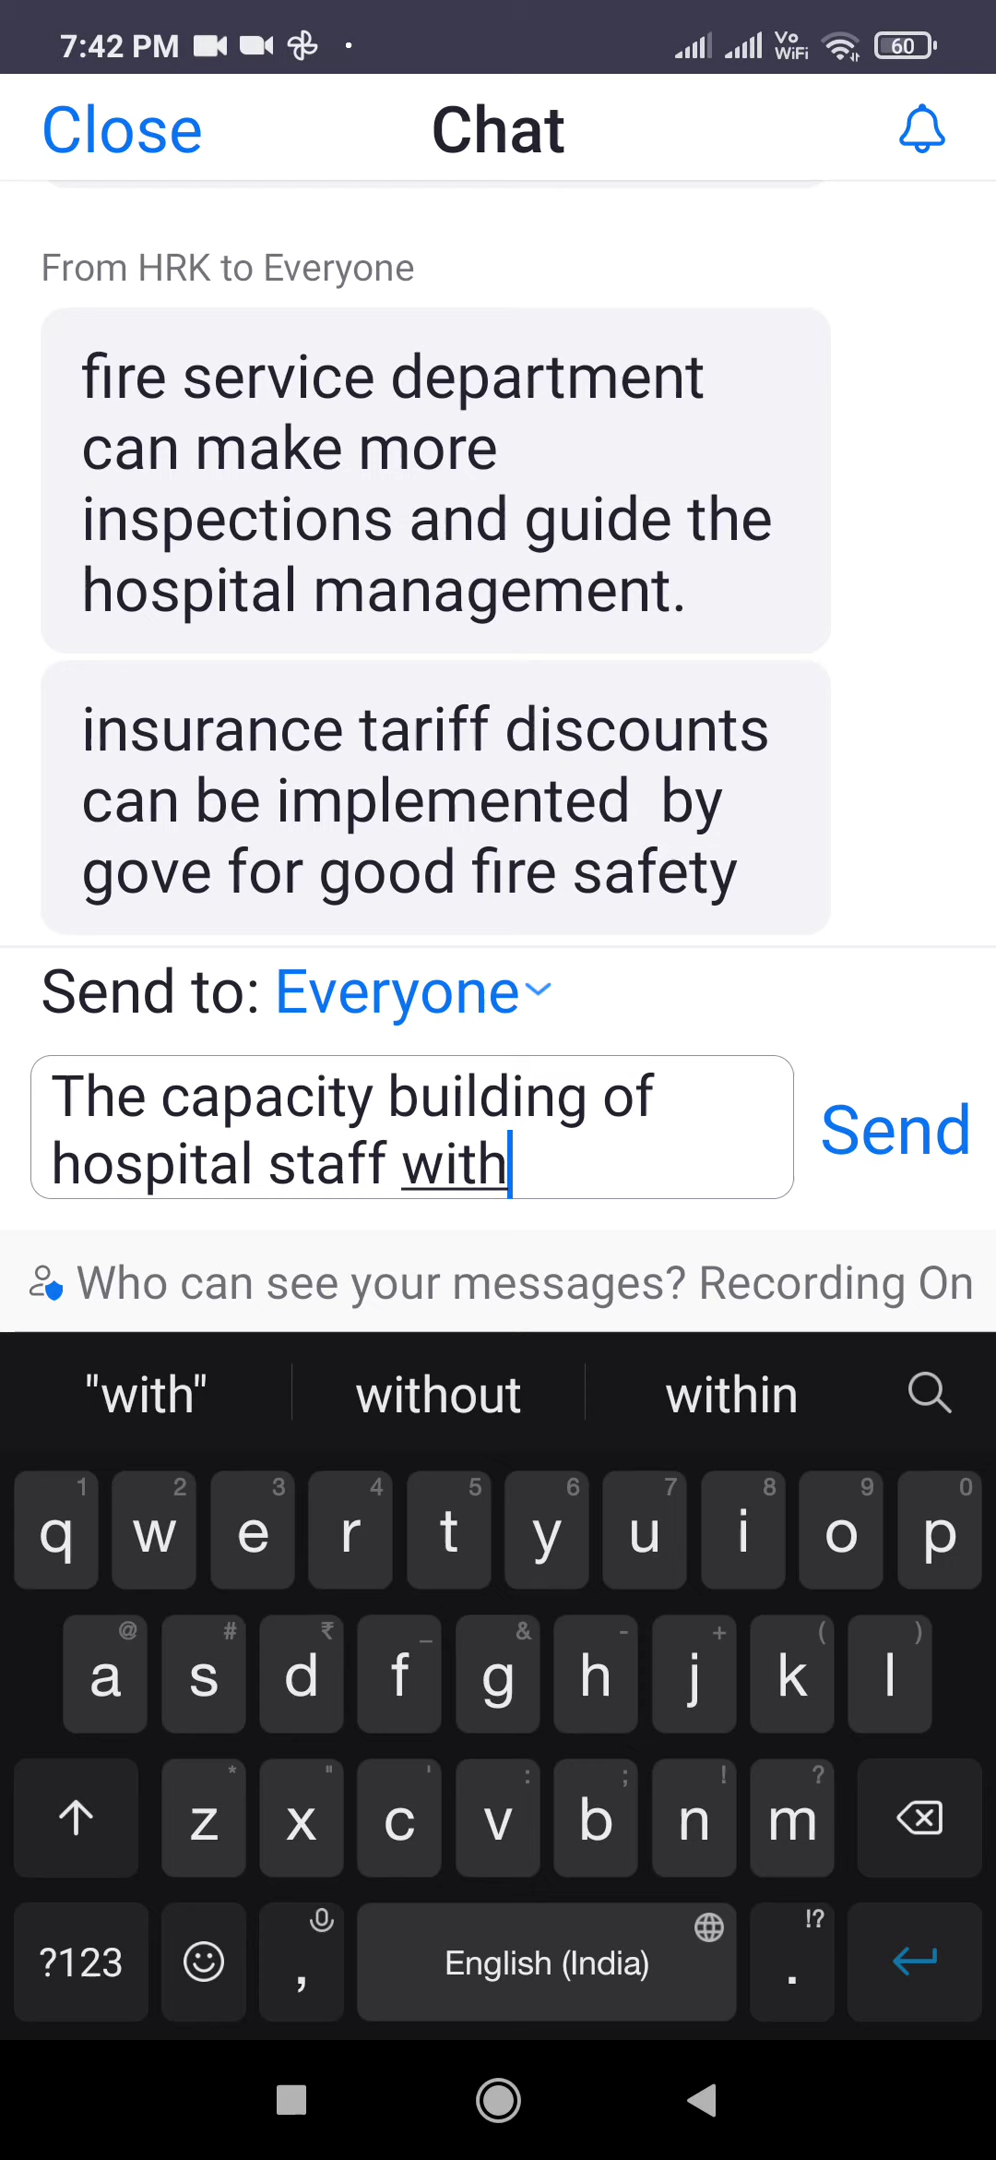 7:42 PM Vo WiFi 60
Close Chat
From HRK to Everyone
fire service department
can make more
inspections and guide the
hospital management.
insurance tariff discounts
can be implemented  by
gove for good fire safety
Send to: Everyone
The capacity building of
hospital staff with
Send
Who can see your messages? Recording On
"with" without within
1 2 3 4 5 6 7 8 9 0
q w e r t y u i o p
@ # ₹ _ & - + ( )
a s d f g h j k l
* " ' : ; ! ?
z x c v b n m
!?
?123 , English (India) .